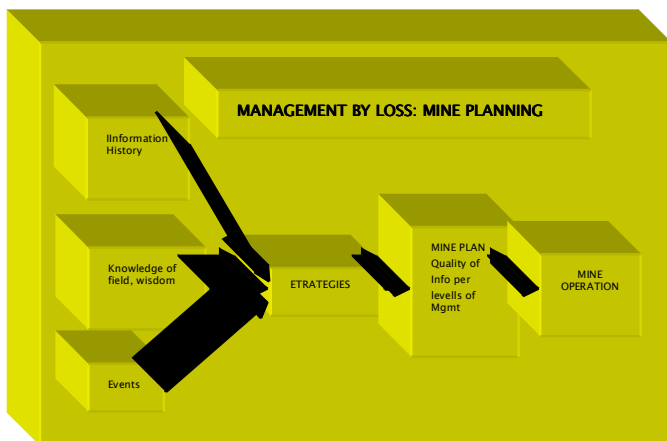 MANAGEMENT BY LOSS: MINE PLANNING
IInformation
History
Knowledge of
field, wisdom
Events
ETRATEGIES
MINE PLAN
Quality of
Info per
levells of
Mgmt
MINE
OPERATION